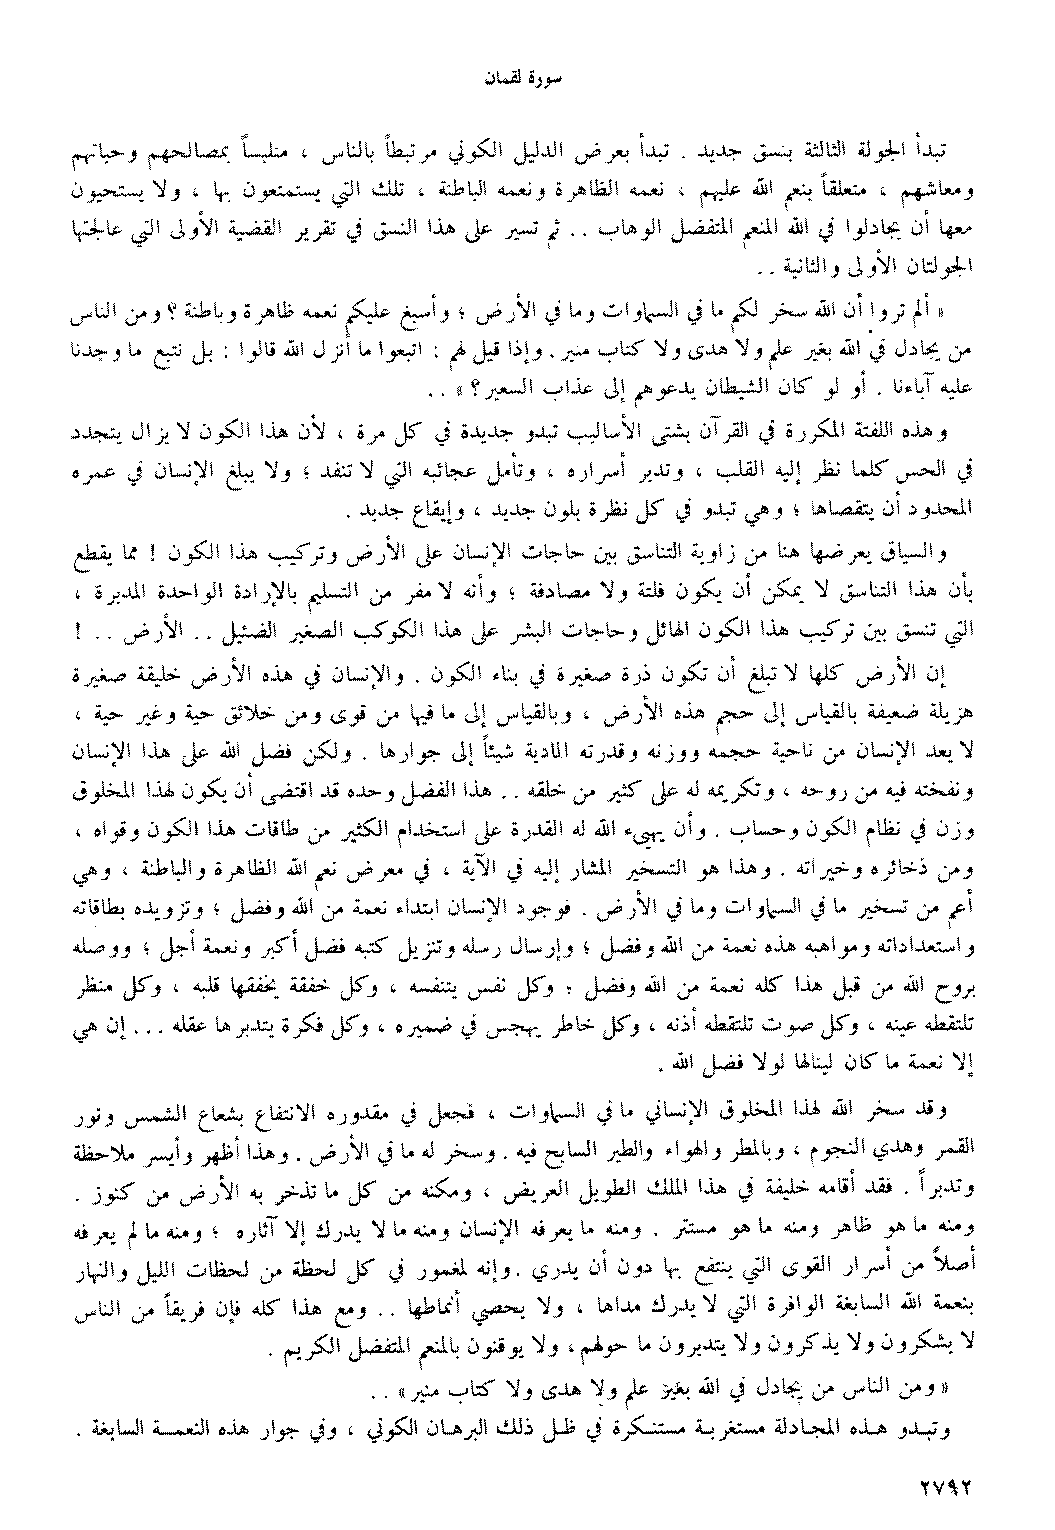 سورة لقمان
تبدأ الجولة الثالثة بنسق جديد . تبدأ بعرض الدليل الكوني مرتبطاً بالناس ، متلبساً بمصالحهم وحياتهم
ومعاشهم ، متعلقاً بنعم الله عليهم ، نعمه الظاهرة ونعمه الباطنة ، تلك التي يستمتعون بها ، ولا يستحيون
معها أن يجادلوا في الله المنعم المتفضل الوهاب .. ثم تسير على هذا النسق في تقرير القضية الأولى التي عالجتها
الجولتان الأولى والثانية ..
« ألم تروا أن الله سخر لكم ما في السماوات وما في الأرض ؛ وأسبغ عليكم نعمه ظاهرة وباطنة ؟ ومن الناس
من يجادل في الله بغير علم ولا هدى ولا كتاب منير . وإذا قيل لهم : اتبعوا ما أنزل الله قالوا : بل نتبع ما وجدنا
عليه آباءنا . أو لو كان الشيطان يدعوهم إلى عذاب السعير ؟ » ..
وهذه اللفتة المكررة في القرآن بشتى الأساليب تبدو جديدة في كل مرة ، لأن هذا الكون لا يزال يتجدد
في الحس كلما نظر إليه القلب ، وتدبر أسراره ، وتأمل عجائبه التي لا تنفد ؛ ولا يبلغ الإنسان في عمره
المحدود أن يتقصاها ؛ وهي تبدو في كل نظرة بلون جديد ، وإيقاع جديد .
والسياق يعرضها هنا من زاوية التناسق بين حاجات الإنسان على الأرض وتركيب هذا الكون ! مما يقطع
بأن هذا التناسق لا يمكن أن يكون فلتة ولا مصادفة ؛ وأنه لا مفر من التسليم بالإرادة الواحدة المدبرة ،
التي تنسق بين تركيب هذا الكون الهائل وحاجات البشر على هذا الكوكب الصغير الضئيل .. الأرض .. !
إن الأرض كلها لا تبلغ أن تكون ذرة صغيرة في بناء الكون . والإنسان في هذه الأرض خليقة صغيرة
هزيلة ضعيفة بالقياس إلى حجم هذه الأرض ، وبالقياس إلى ما فيها من قوى ومن خلائق حية وغير حية ،
لا يعد الإنسان من ناحية حجمه ووزنه وقدرته المادية شيئاً إلى جوارها . ولكن فضل الله على هذا الإنسان
ونفخته فيه من روحه ، وتكريمه له على كثير من خلقه .. هذا الفضل وحده قد اقتضى أن يكون لهذا المخلوق
وزن في نظام الكون وحساب . وأن يهيىء الله له القدرة على استخدام الكثير من طاقات هذا الكون وقواه ،
ومن ذخائره وخيراته . وهذا هو التسخير المشار إليه في الآية ، في معرض نعم الله الظاهرة والباطنة ، وهي
أعم من تسخير ما في السماوات وما في الأرض . فوجود الإنسان ابتداء نعمة من الله وفضل ؛ وتزويده بطاقاته
واستعداداته ومواهبه هذه نعمة من الله وفضل ؛ وإرسال رسله وتنزيل كتبه فضل أكبر ونعمة أجل ؛ ووصله
بروح الله من قبل هذا كله نعمة من الله وفضل ؛ وكل نفس يتنفسه ، وكل خفقة يخفقها قلبه ، وكل منظر
تلتقطه عينه ، وكل صوت تلتقطه أذنه ، وكل خاطر يهجس في ضميره ، وكل فكرة يتدبرها عقله ... إن هي
إلا نعمة ما كان لينالها لولا فضل الله .
وقد سخر الله لهذا المخلوق الإنساني ما في السماوات ، فجعل في مقدوره الانتفاع بشعاع الشمس ونور
القمر وهدي النجوم ، وبالمطر والهواء والطير السابح فيه . وسخر له ما في الأرض . وهذا أظهر وأيسر ملاحظة
وتدبراً . فقد أقامه خليفة في هذا الملك الطويل العريض ، ومكنه من كل ما تذخر به الأرض من كنوز .
ومنه ما هو ظاهر ومنه ما هو مستتر . ومنه ما يعرفه الإنسان ومنه ما لا يدرك إلا آثاره ؛ ومنه ما لم يعرفه
أصلاً من أسرار القوى التي ينتفع بها دون أن يدري . وإنه لمغمور في كل لحظة من لحظات الليل والنهار
بنعمة الله السابغة الوافرة التي لا يدرك مداها ، ولا يحصي أنماطها .. ومع هذا كله فإن فريقاً من الناس
لا يشكرون ولا يذكرون ولا يتدبرون ما حولهم ، ولا يوقنون بالمنعم المتفضل الكريم .
« ومن الناس من يجادل في الله بغير علم ولا هدى ولا كتاب منير » ..
وتبدو هذه المجادلة مستغربة مستنكرة في ظل ذلك البرهان الكوني ، وفي جوار هذه النعمة السابغة .
٢٧٩٢